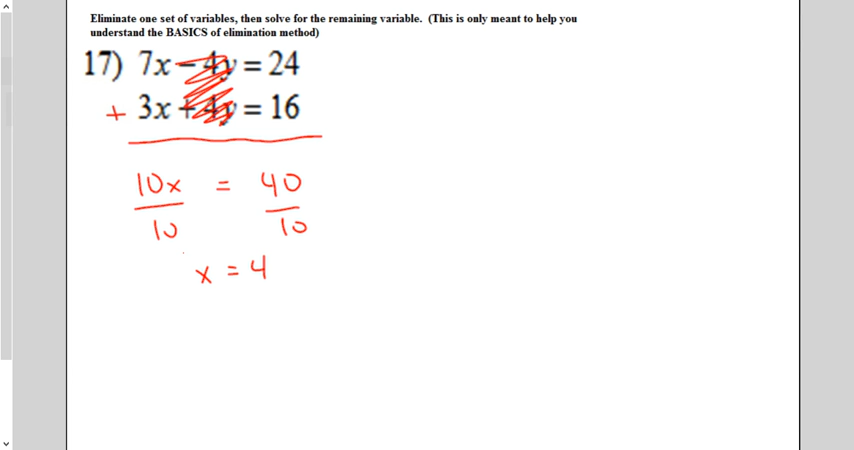 Eliminate one set of variables, then solve for the remaining variable. (This is only meant to help you
understand the BASICS of elimination method)
17) 7x − 4y = 24
+ 3x + 4y = 16
10x = 40
10 10
x = 4